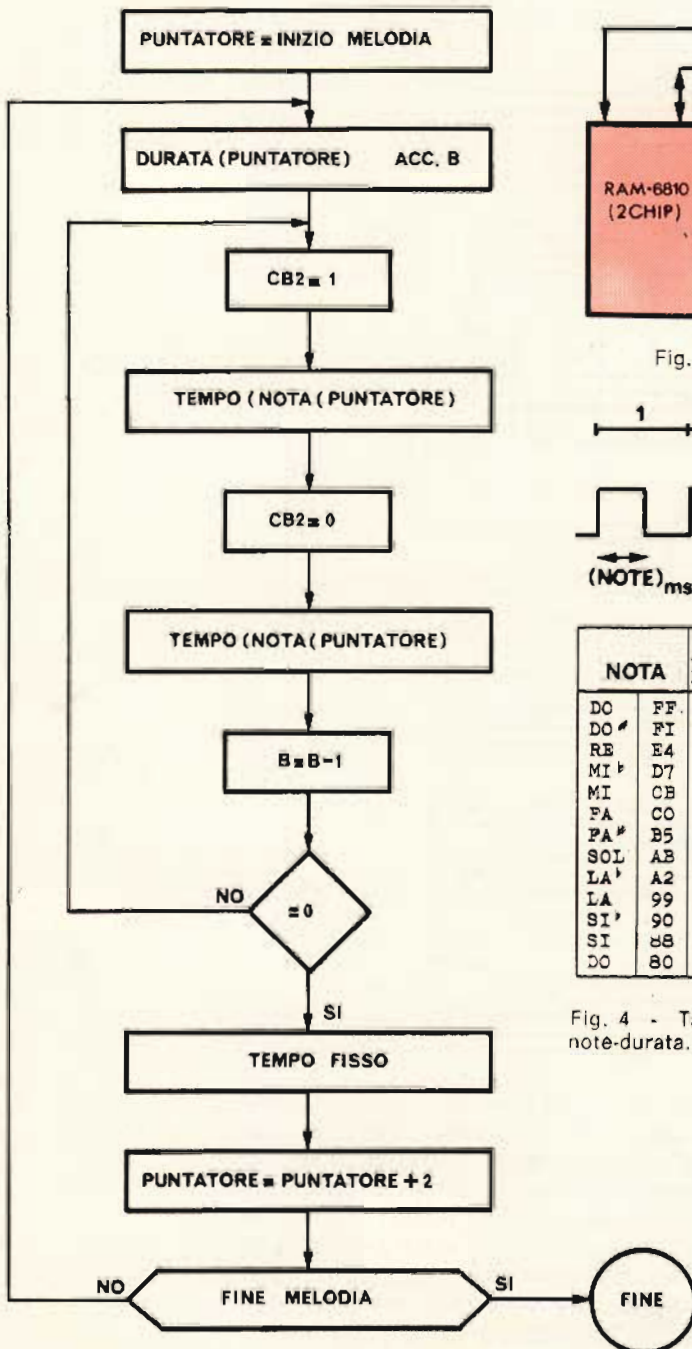 PUNTATORE = INIZIO MELODIA
DURATA (PUNTATORE) ACC. B
CB2 = 1
TEMPO (NOTA (PUNTATORE)
CB2 = 0
TEMPO (NOTA (PUNTATORE)
B = B-1
NO
= 0
SI
TEMPO FISSO
PUNTATORE = PUNTATORE + 2
NO
FINE MELODIA
SI
FINE
RAM-6810
(2CHIP)
Fig.
1
(NOTE)ms
NOTA
DO FF
DO# FI
RE E4
MI♭ D7
MI CB
FA C0
FA# B5
SOL AB
LA♭ A2
LA 99
SI♭ 90
SI 88
DO 80
Fig. 4 - Ta
note-durata.